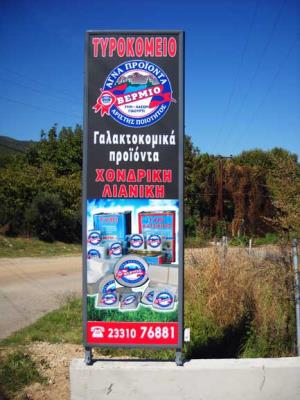 ΤΥΡΟΚΟΜΕΙΟ
ΑΓΝΑ ΠΡΟΪΟΝΤΑ
ΒΕΡΜΙΟ
ΑΡΙΣΤΗΣ ΠΟΙΟΤΗΤΟΣ
Γαλακτοκομικά
προϊόντα
ΧΟΝΔΡΙΚΗ
ΛΙΑΝΙΚΗ
23310 76881